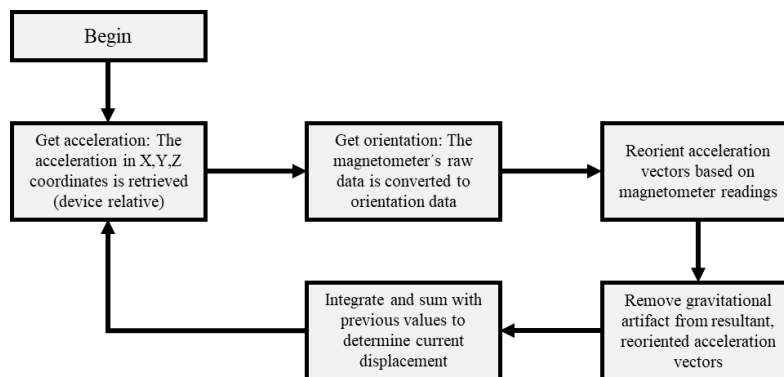 Begin
Get acceleration: The
acceleration in X,Y,Z
coordinates is retrieved
(device relative)
Get orientation: The
magnetometer´s raw
data is converted to
orientation data
Reorient acceleration
vectors based on
magnetometer readings
Remove gravitational
artifact from resultant,
reoriented acceleration
vectors
Integrate and sum with
previous values to
determine current
displacement